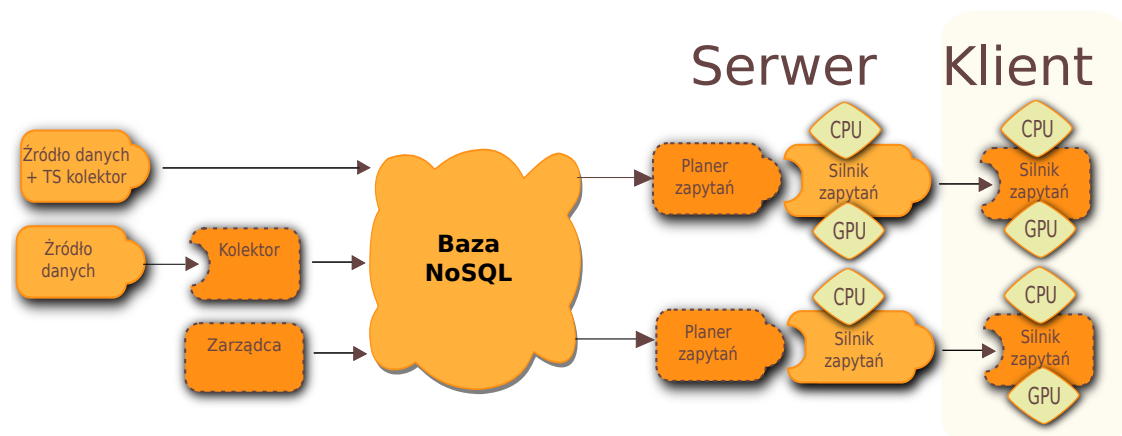 Serwer
Klient
Źródło danych
+ TS kolektor
Źródło
danych
Kolektor
Zarządca
Baza
NoSQL
Planer
zapytań
CPU
Silnik
zapytań
GPU
CPU
Silnik
zapytań
GPU
Planer
zapytań
CPU
Silnik
zapytań
CPU
Silnik
zapytań
GPU